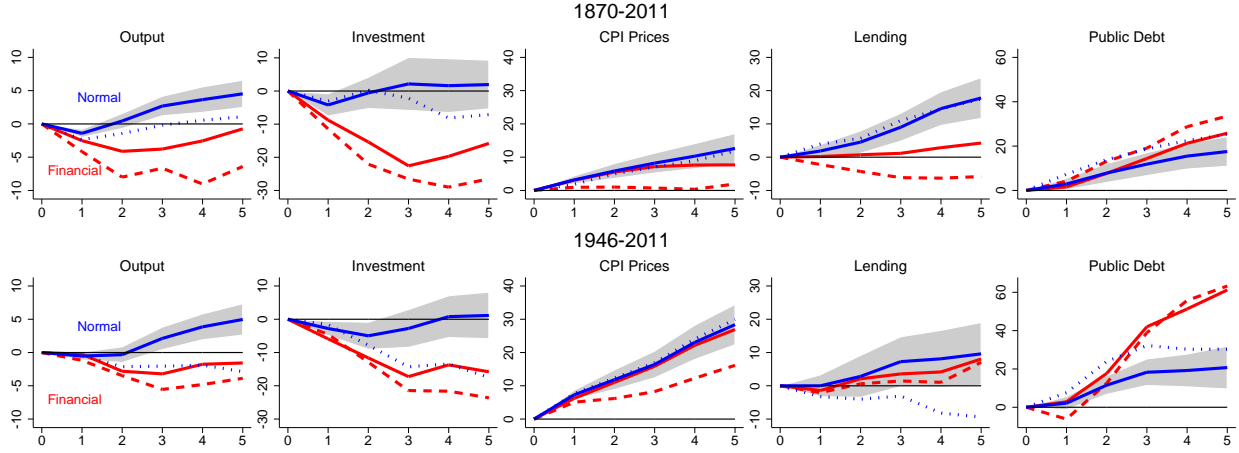 1870-2011
Output Investment CPI Prices Lending Public Debt
10 5 0 -5 -10 Normal Financial 0 1 2 3 4 5
10 0 -10 -20 -30 0 1 2 3 4 5
40 30 20 10 0 0 1 2 3 4 5
30 20 10 0 -10 0 1 2 3 4 5
60 40 20 0 0 1 2 3 4 5
1946-2011
Output Investment CPI Prices Lending Public Debt
10 5 0 -5 -10 Normal Financial 0 1 2 3 4 5
10 0 -10 -20 -30 0 1 2 3 4 5
40 30 20 10 0 0 1 2 3 4 5
30 20 10 0 -10 0 1 2 3 4 5
60 40 20 0 0 1 2 3 4 5